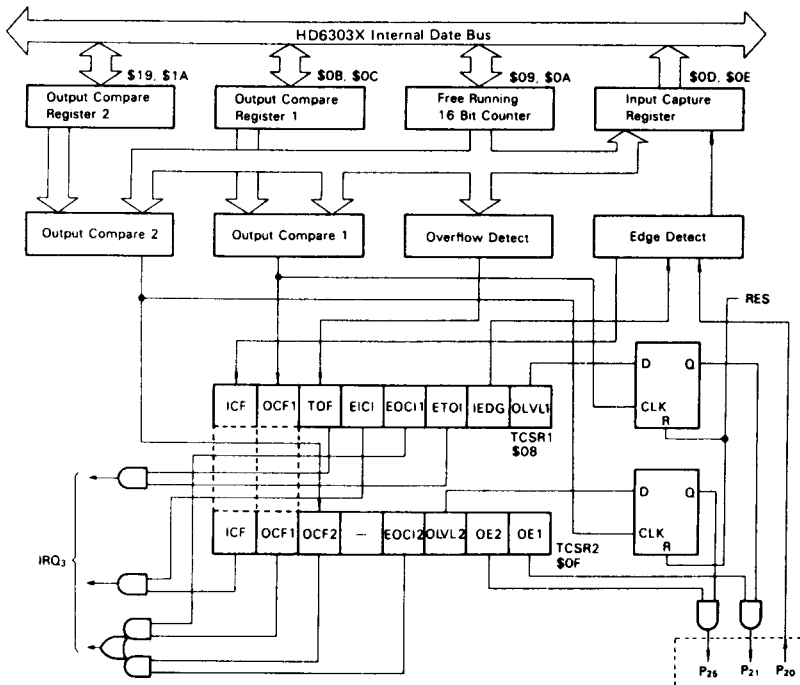 HD6303X Internal Date Bus
$19, $1A
$0B, $0C
$09, $0A
$0D, $0E
Output Compare
Register 2
Output Compare
Register 1
Free Running
16 Bit Counter
Input Capture
Register
Output Compare 2
Output Compare 1
Overflow Detect
Edge Detect
RES
D Q
CLK
R
ICF OCF1 TOF EICI EOCI1 ETOI IEDG OLVL1
TCSR1
$08
D Q
CLK
R
ICF OCF1 OCF2 — EOCI2 OLVL2 OE2 OE1
TCSR2
$0F
IRQ₃
P₂₅ P₂₁ P₂₀